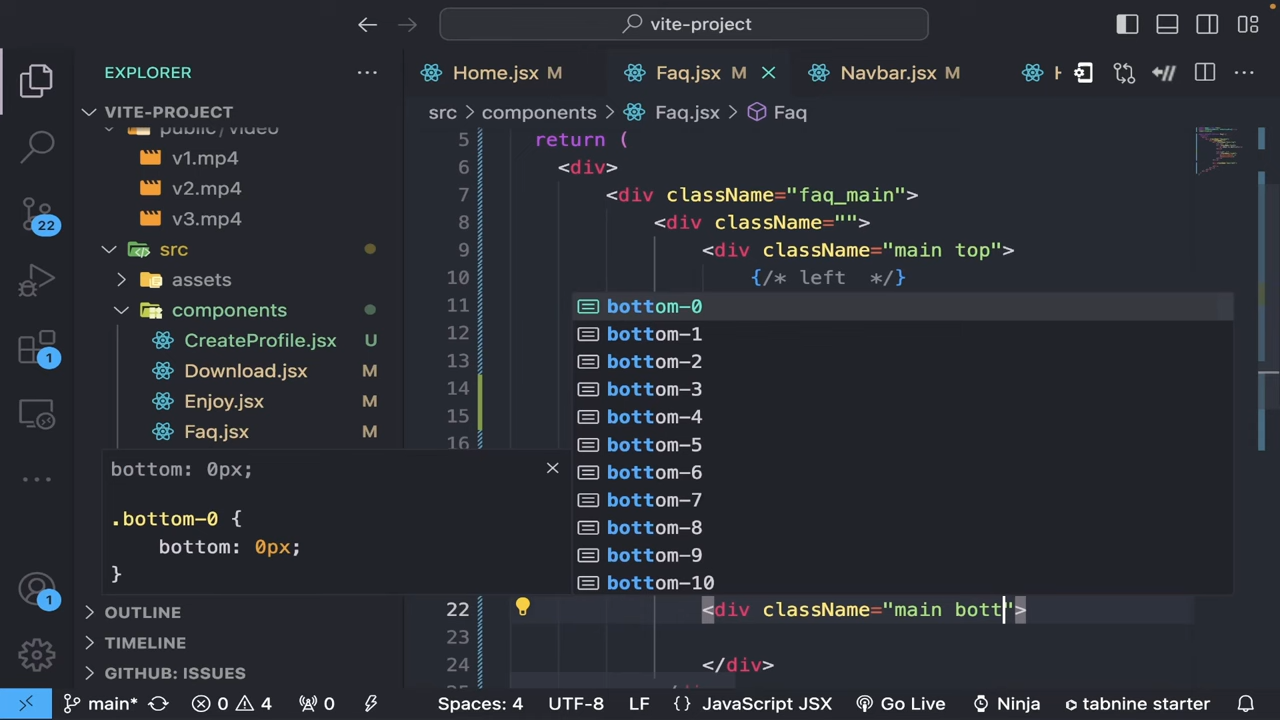 vite-project
EXPLORER
VITE-PROJECT
public/video
v1.mp4
v2.mp4
v3.mp4
22
src
assets
components
CreateProfile.jsx U
Download.jsx M
1
Enjoy.jsx M
Faq.jsx M
bottom: 0px;
.bottom-0 {
bottom: 0px;
}
1
OUTLINE
TIMELINE
GITHUB: ISSUES
Home.jsx M
Faq.jsx M
Navbar.jsx M
src > components > Faq.jsx > Faq
5 return (
6 <div>
7 <div className="faq_main">
8 <div className="">
9 <div className="main top">
10 {/* left */}
11
12
13
14
15
16
bottom-0
bottom-1
bottom-2
bottom-3
bottom-4
bottom-5
bottom-6
bottom-7
bottom-8
bottom-9
bottom-10
22 <div className="main bott">
23
24 </div>
main* 0 4 0 Spaces: 4 UTF-8 LF {} JavaScript JSX Go Live Ninja tabnine starter